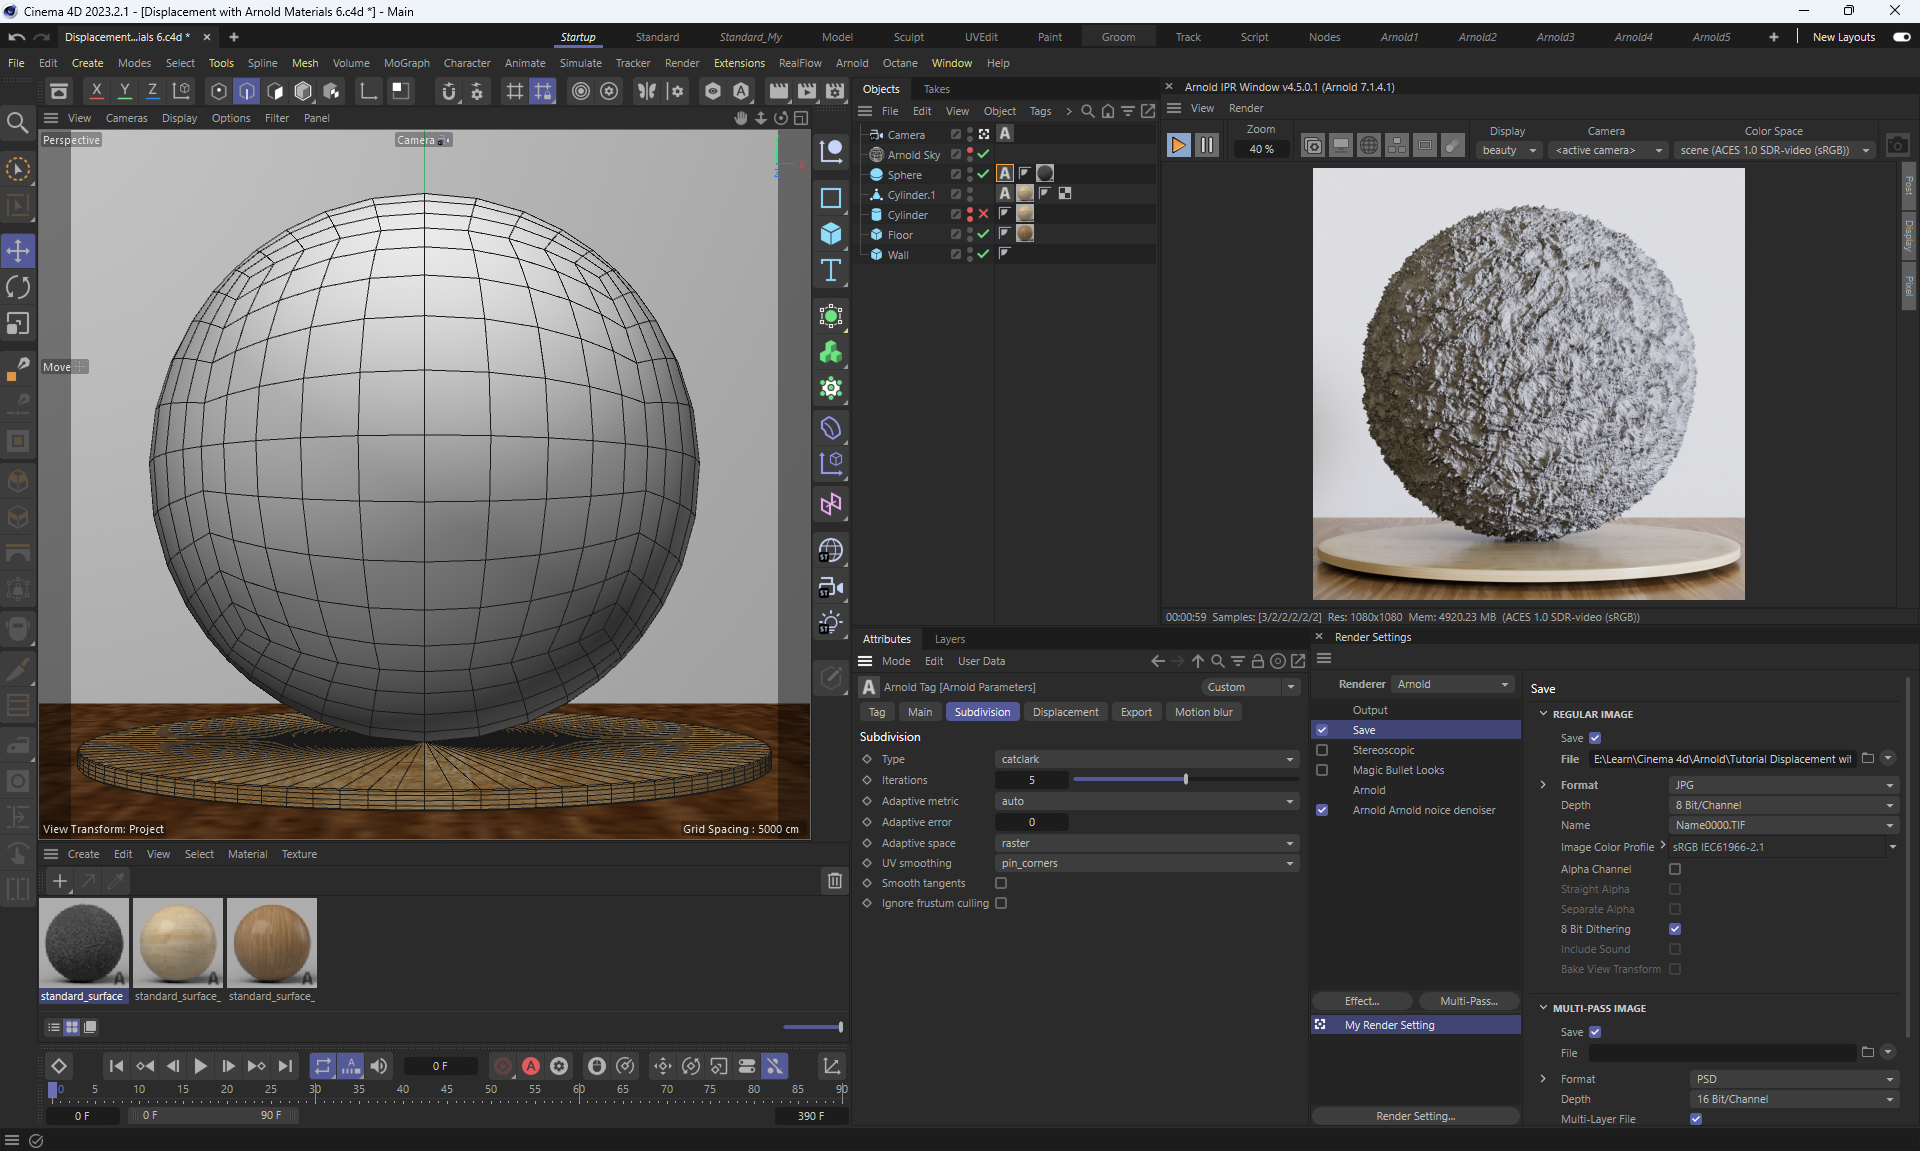 Cinema 4D 2023.2.1 - [Displacement with Arnold Materials 6.c4d *] - Main
Displacement...ials 6.c4d *
Startup Standard Standard_My Model Sculpt UVEdit Paint Groom Track Script Nodes Arnold1 Arnold2 Arnold3 Arnold4 Arnold5 New Layouts
File Edit Create Modes Select Tools Spline Mesh Volume MoGraph Character Animate Simulate Tracker Render Extensions RealFlow Arnold Octane Window Help
X Y Z
View Cameras Display Options Filter Panel
Perspective
Camera
Move
View Transform: Project
Grid Spacing : 5000 cm
Objects Takes
File Edit View Object Tags
Camera
Arnold Sky
Sphere
Cylinder.1
Cylinder
Floor
Wall
Arnold IPR Window v4.5.0.1 (Arnold 7.1.4.1)
View Render
Zoom
40 %
Display
beauty
Camera
<active camera>
Color Space
scene (ACES 1.0 SDR-video (sRGB))
Post
Display
Pixel
00:00:59 Samples: [3/2/2/2/2/2] Res: 1080x1080 Mem: 4920.23 MB (ACES 1.0 SDR-video (sRGB))
Attributes Layers
Mode Edit User Data
Arnold Tag [Arnold Parameters]
Custom
Tag Main Subdivision Displacement Export Motion blur
Subdivision
Type catclark
Iterations 5
Adaptive metric auto
Adaptive error 0
Adaptive space raster
UV smoothing pin_corners
Smooth tangents
Ignore frustum culling
Render Settings
Renderer Arnold
Output
Save
Stereoscopic
Magic Bullet Looks
Arnold
Arnold Arnold noice denoiser
Effect... Multi-Pass...
My Render Setting
Render Setting...
Save
REGULAR IMAGE
Save
File E:\Learn\Cinema 4d\Arnold\Tutorial Displacement wit
Format JPG
Depth 8 Bit/Channel
Name Name0000.TIF
Image Color Profile sRGB IEC61966-2.1
Alpha Channel
Straight Alpha
Separate Alpha
8 Bit Dithering
Include Sound
Bake View Transform
MULTI-PASS IMAGE
Save
File
Format PSD
Depth 16 Bit/Channel
Multi-Layer File
Create Edit View Select Material Texture
standard_surface standard_surface_ standard_surface_
0 F
0 5 10 15 20 25 30 35 40 45 50 55 60 65 70 75 80 85 90
0 F 0 F 90 F 390 F